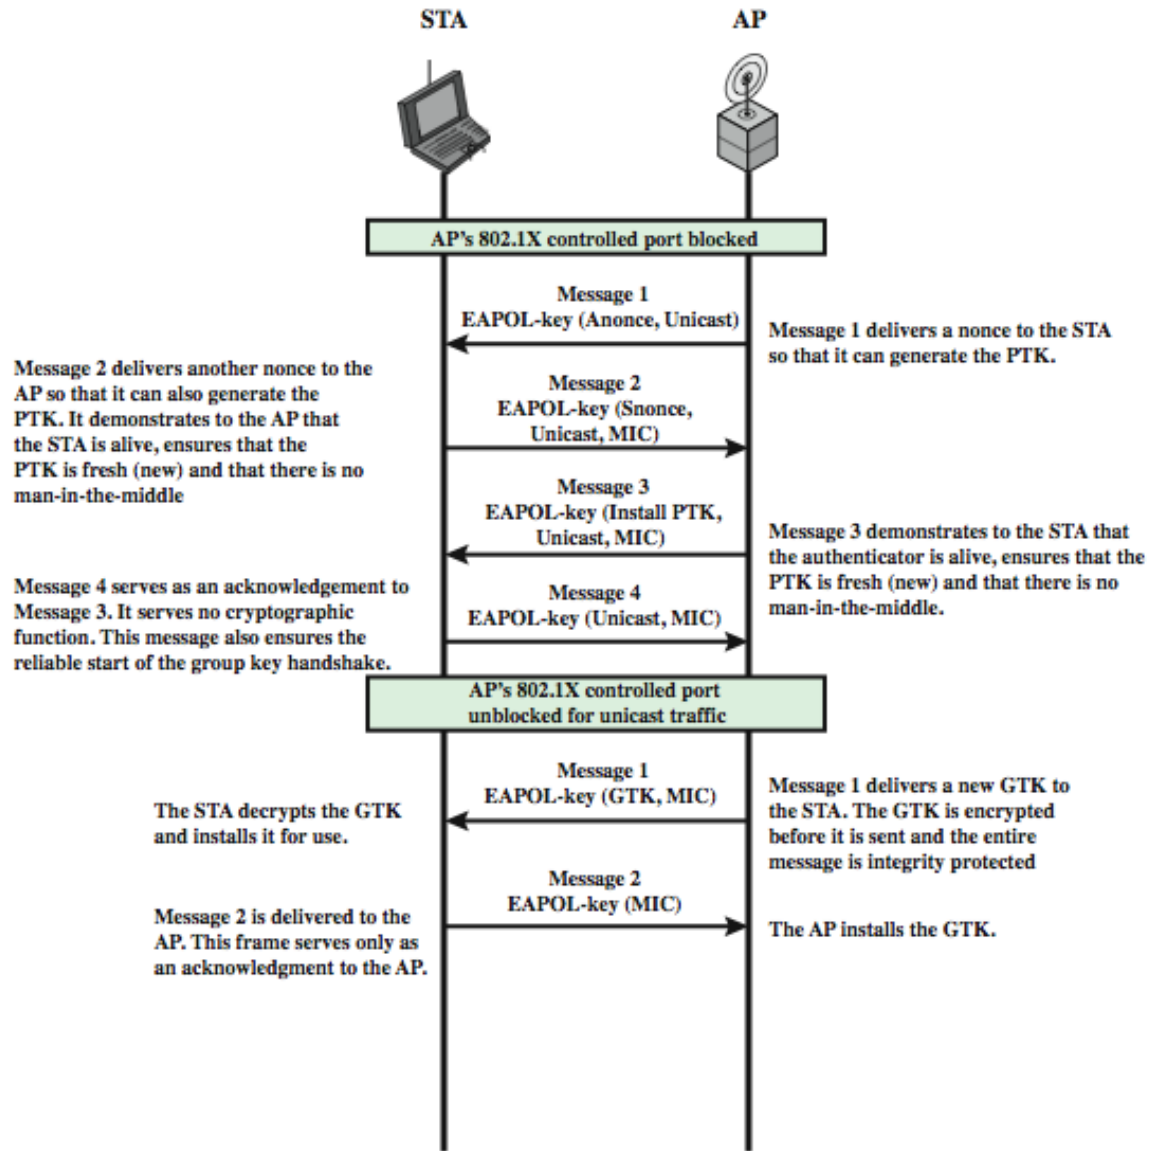 STA
AP
AP's 802.1X controlled port blocked
Message 1
EAPOL-key (Anonce, Unicast)
Message 1 delivers a nonce to the STA
so that it can generate the PTK.
Message 2 delivers another nonce to the
AP so that it can also generate the
PTK. It demonstrates to the AP that
the STA is alive, ensures that the
PTK is fresh (new) and that there is no
man-in-the-middle
Message 2
EAPOL-key (Snonce,
Unicast, MIC)
Message 3
EAPOL-key (Install PTK,
Unicast, MIC)
Message 3 demonstrates to the STA that
the authenticator is alive, ensures that the
PTK is fresh (new) and that there is no
man-in-the-middle.
Message 4 serves as an acknowledgement to
Message 3. It serves no cryptographic
function. This message also ensures the
reliable start of the group key handshake.
Message 4
EAPOL-key (Unicast, MIC)
AP's 802.1X controlled port
unblocked for unicast traffic
Message 1
EAPOL-key (GTK, MIC)
Message 1 delivers a new GTK to
the STA. The GTK is encrypted
before it is sent and the entire
message is integrity protected
The STA decrypts the GTK
and installs it for use.
Message 2
EAPOL-key (MIC)
Message 2 is delivered to the
AP. This frame serves only as
an acknowledgment to the AP.
The AP installs the GTK.